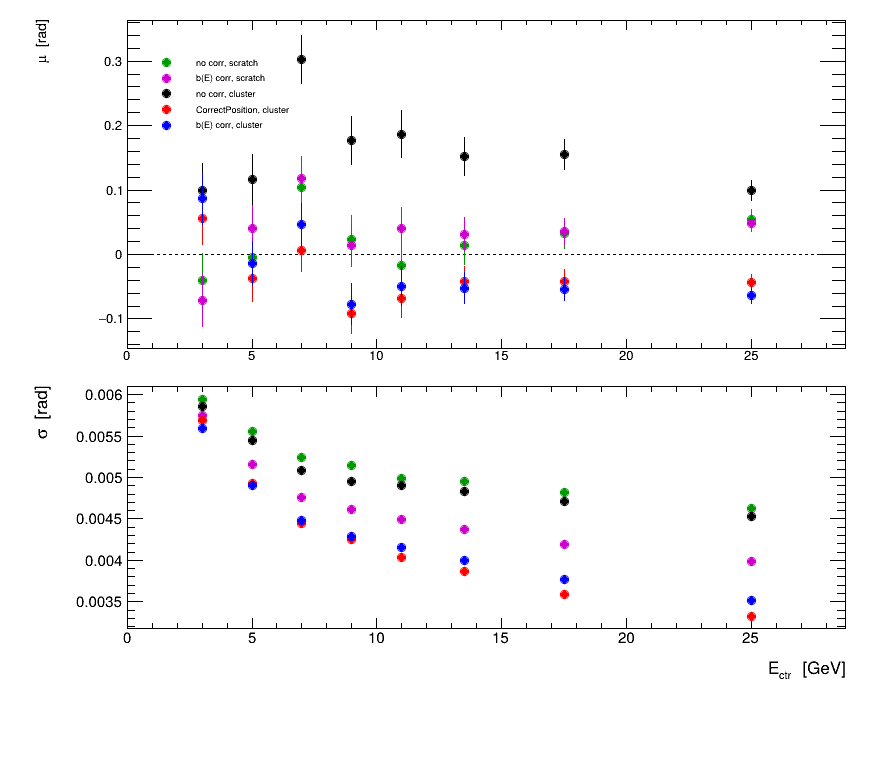 μ [rad]
0.3
0.2
0.1
0
−0.1
no corr, scratch
b(E) corr, scratch
no corr, cluster
CorrectPosition, cluster
b(E) corr, cluster
0 5 10 15 20 25
σ [rad]
0.006
0.0055
0.005
0.0045
0.004
0.0035
0 5 10 15 20 25
E_ctr [GeV]